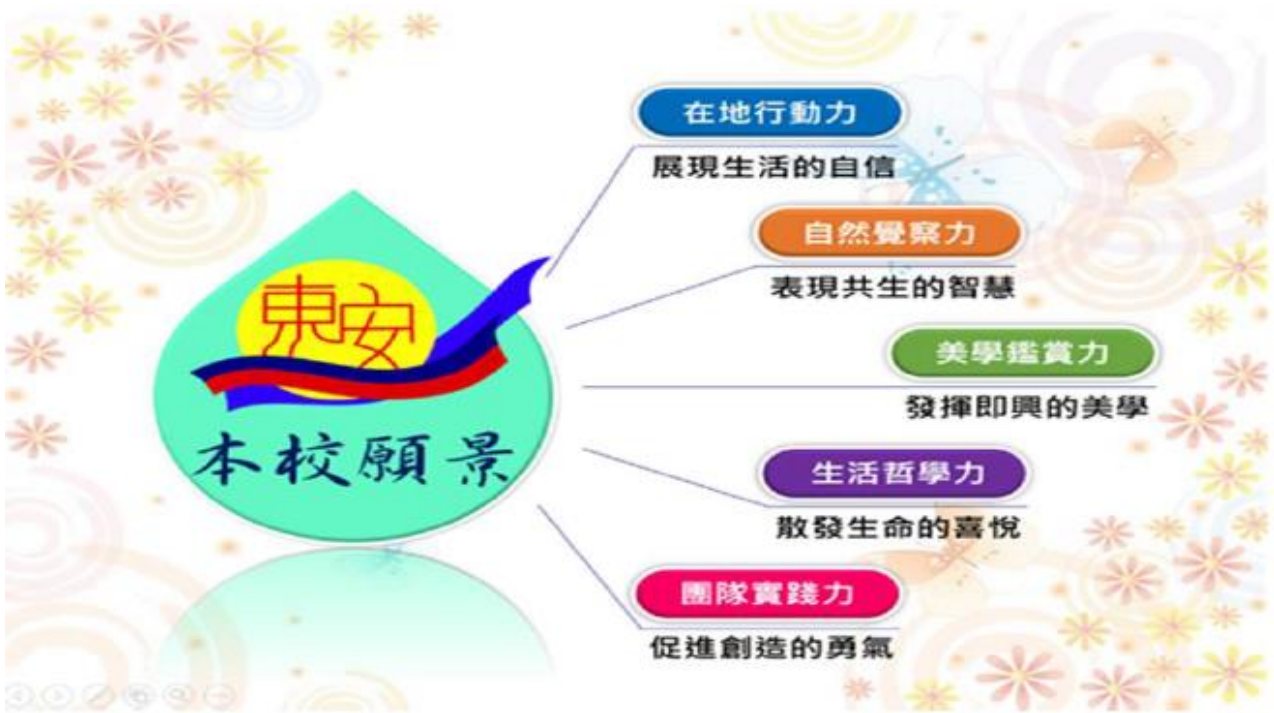 東安
本校願景
在地行動力
展現生活的自信
自然覺察力
表現共生的智慧
美學鑑賞力
發揮即興的美學
生活哲學力
散發生命的喜悅
團隊實踐力
促進創造的勇氣